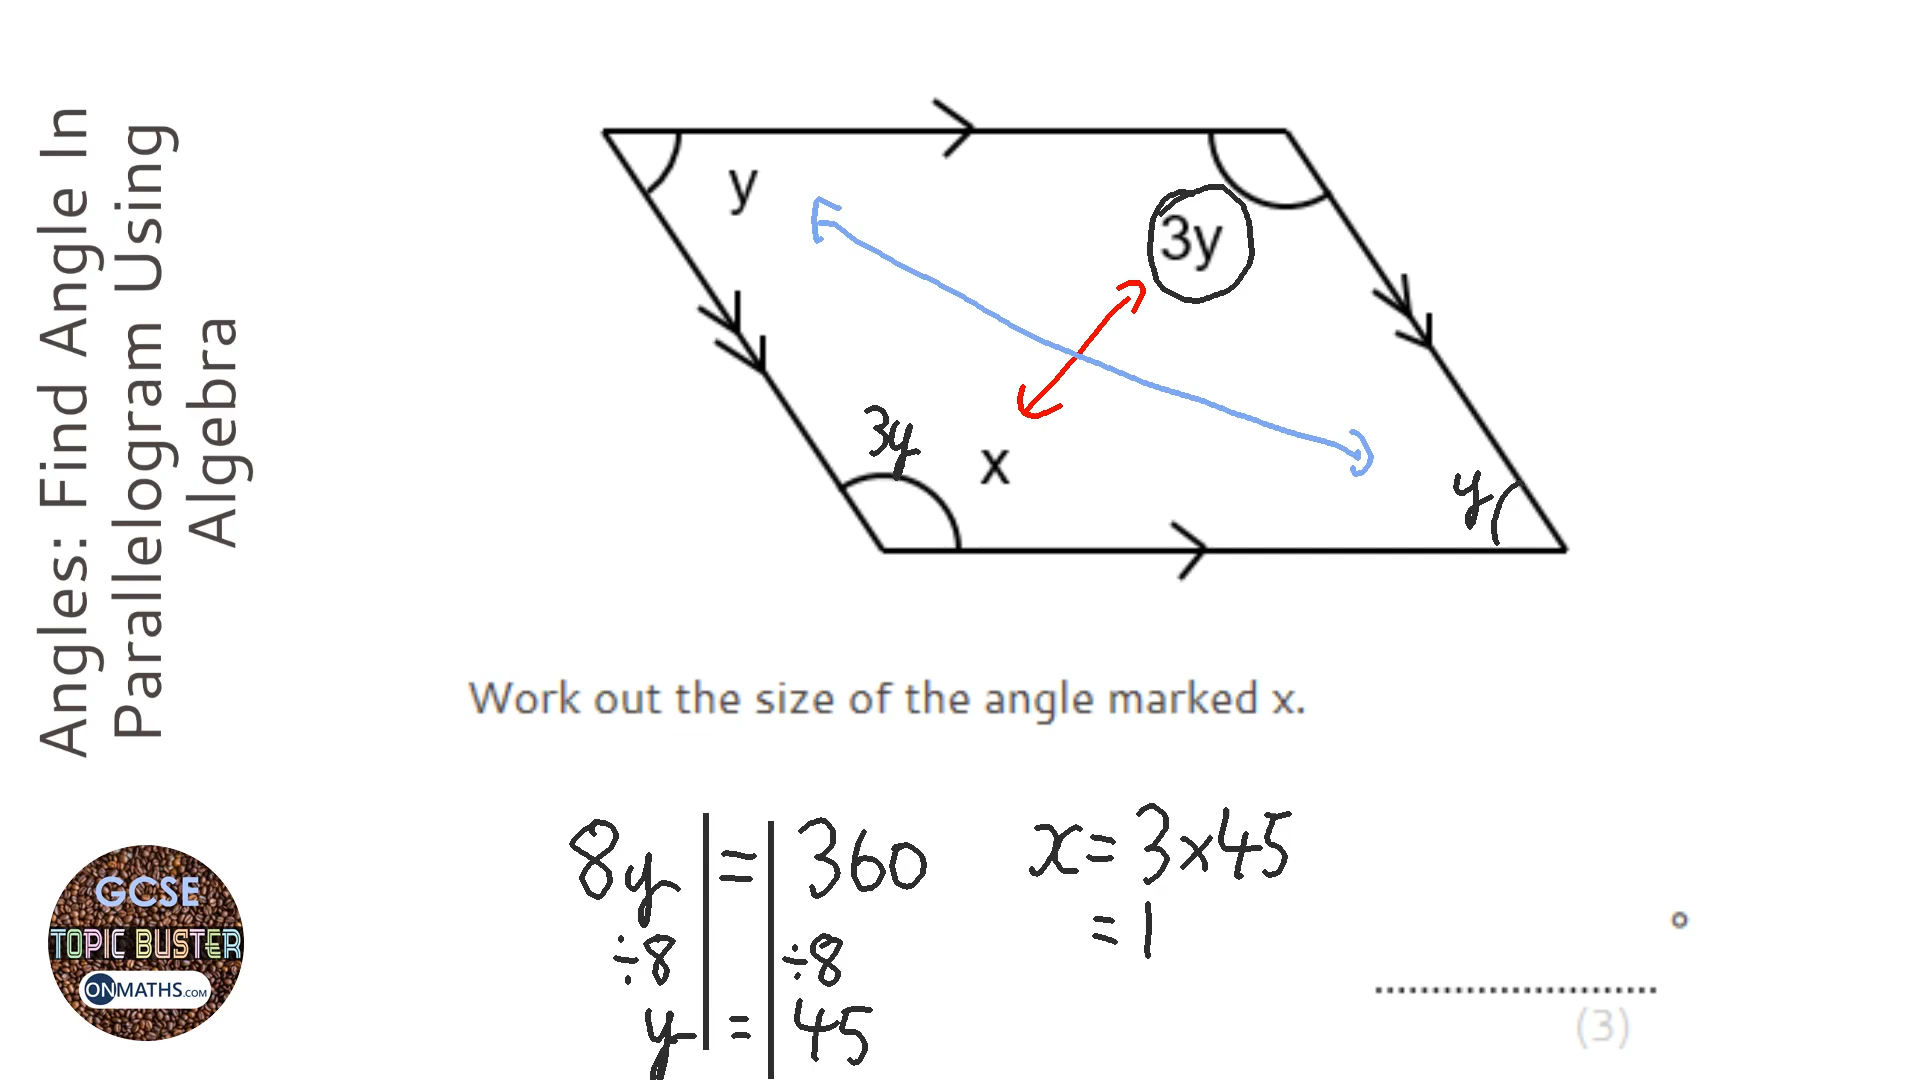 Angles: Find Angle In
Parallelogram Using
Algebra
y
3y
3y
x
y
Work out the size of the angle marked x.
8y = 360
÷8 ÷8
y = 45
x = 3×45
= 1
°
(3)
GCSE
TOPIC BUSTER
ONMATHS.COM